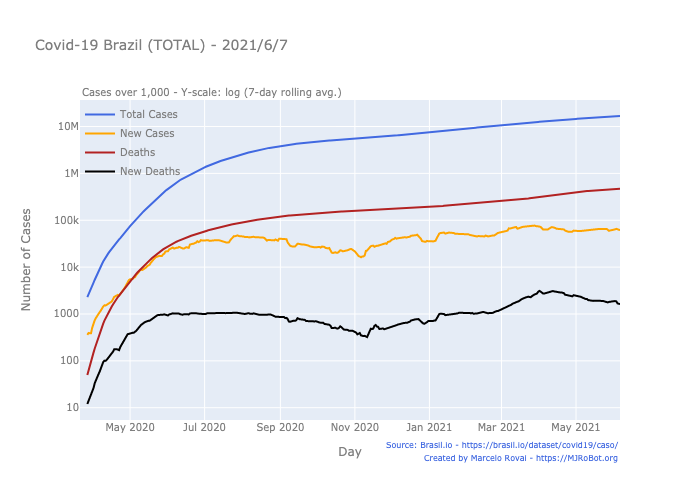 Covid-19 Brazil (TOTAL) - 2021/6/7
Cases over 1,000 - Y-scale: log (7-day rolling avg.)
Total Cases
New Cases
Deaths
New Deaths
10M
1M
100k
10k
1000
100
10
Number of Cases
May 2020
Jul 2020
Sep 2020
Nov 2020
Jan 2021
Mar 2021
May 2021
Day
Source: Brasil.io - https://brasil.io/dataset/covid19/caso/
Created by Marcelo Rovai - https://MJRoBot.org